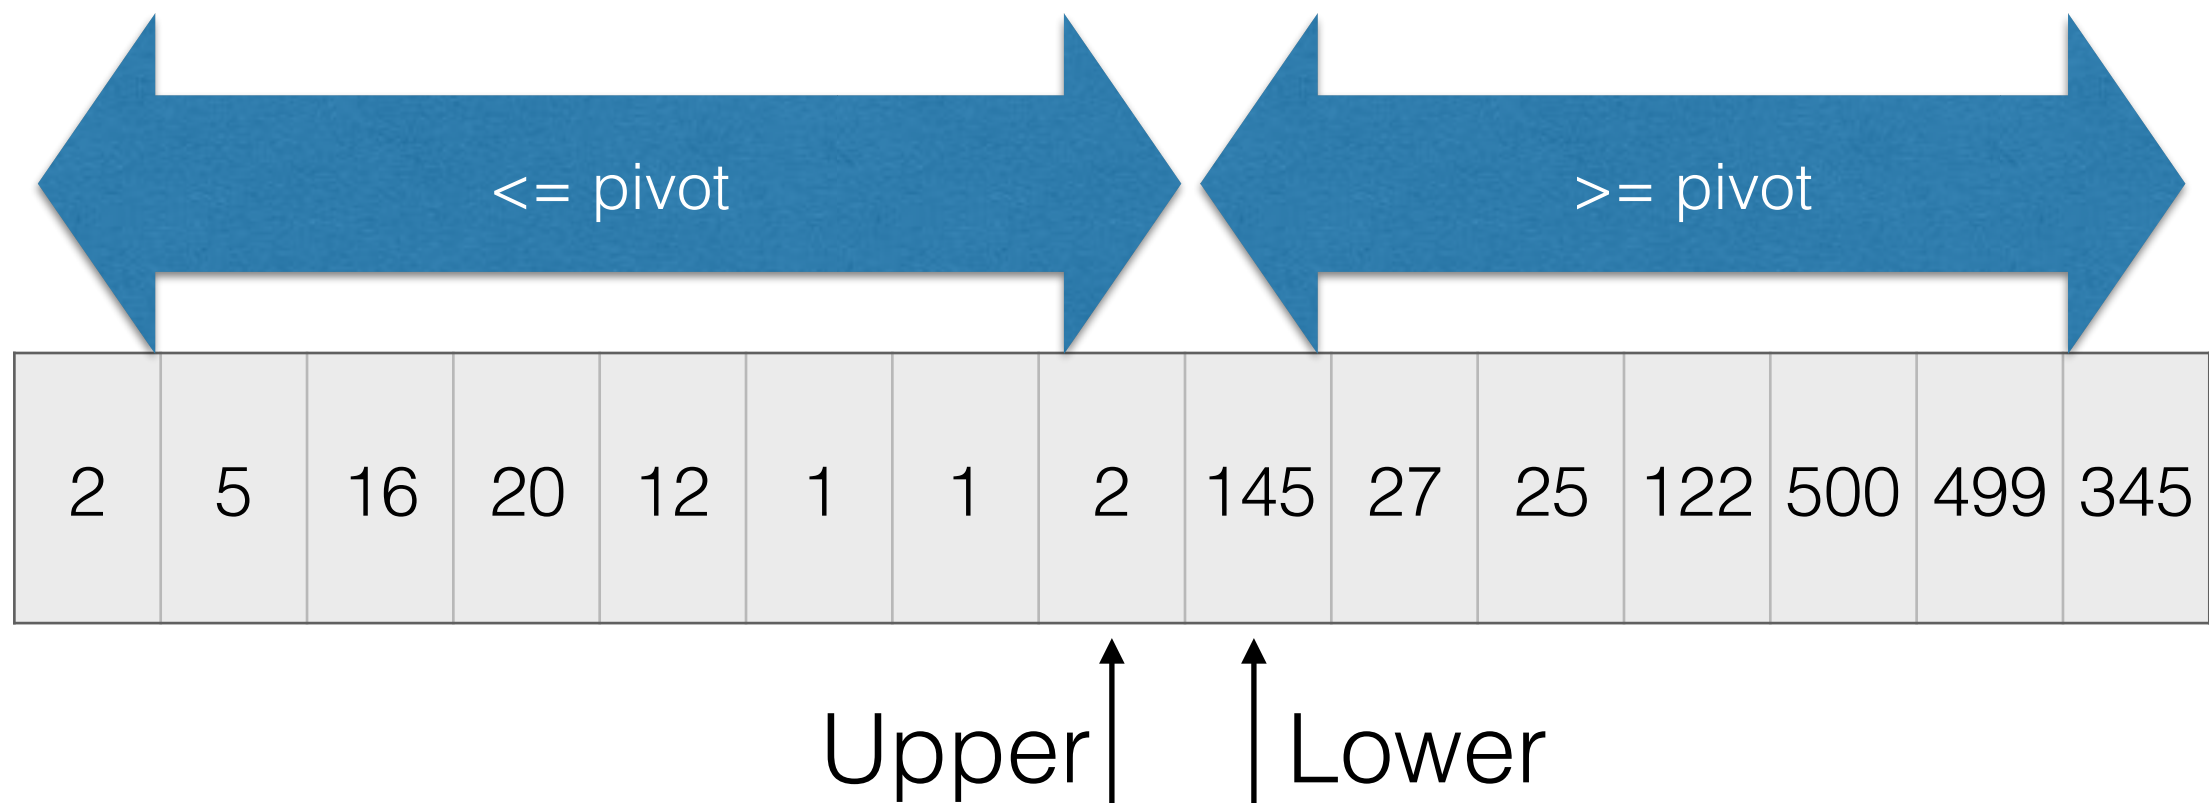 <= pivot >= pivot
2 5 16 20 12 1 1 2 145 27 25 122 500 499 345
Upper Lower